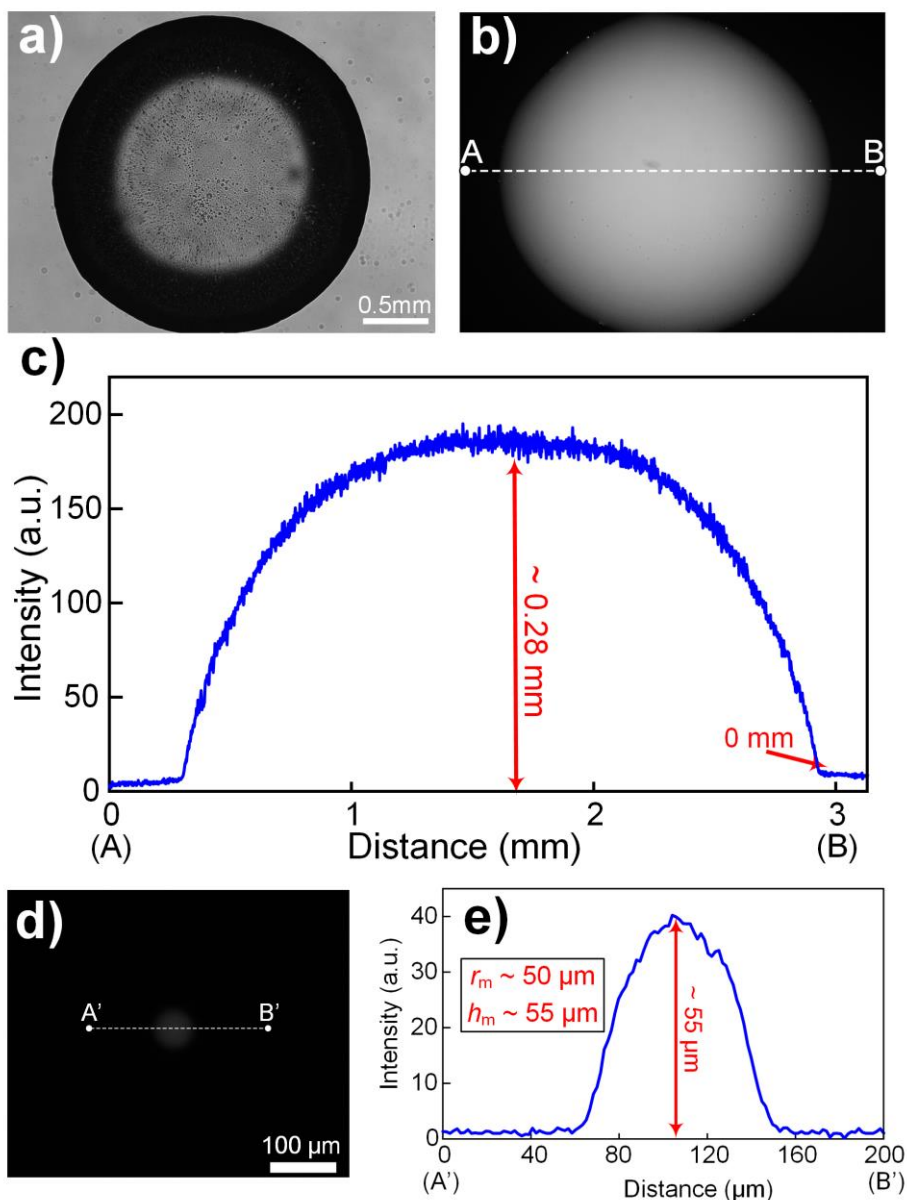 a)
0.5mm
b)
A
B
c)
Intensity (a.u.)
200
150
100
50
0
~ 0.28 mm
0 mm
0
1
2
3
(A)
Distance (mm)
(B)
d)
A’
B’
100 µm
e)
Intensity (a.u.)
40
30
20
10
0
r_m ~ 50 µm
h_m ~ 55 µm
~ 55 µm
0
80
120
160
200
(A’)
Distance (µm)
(B’)